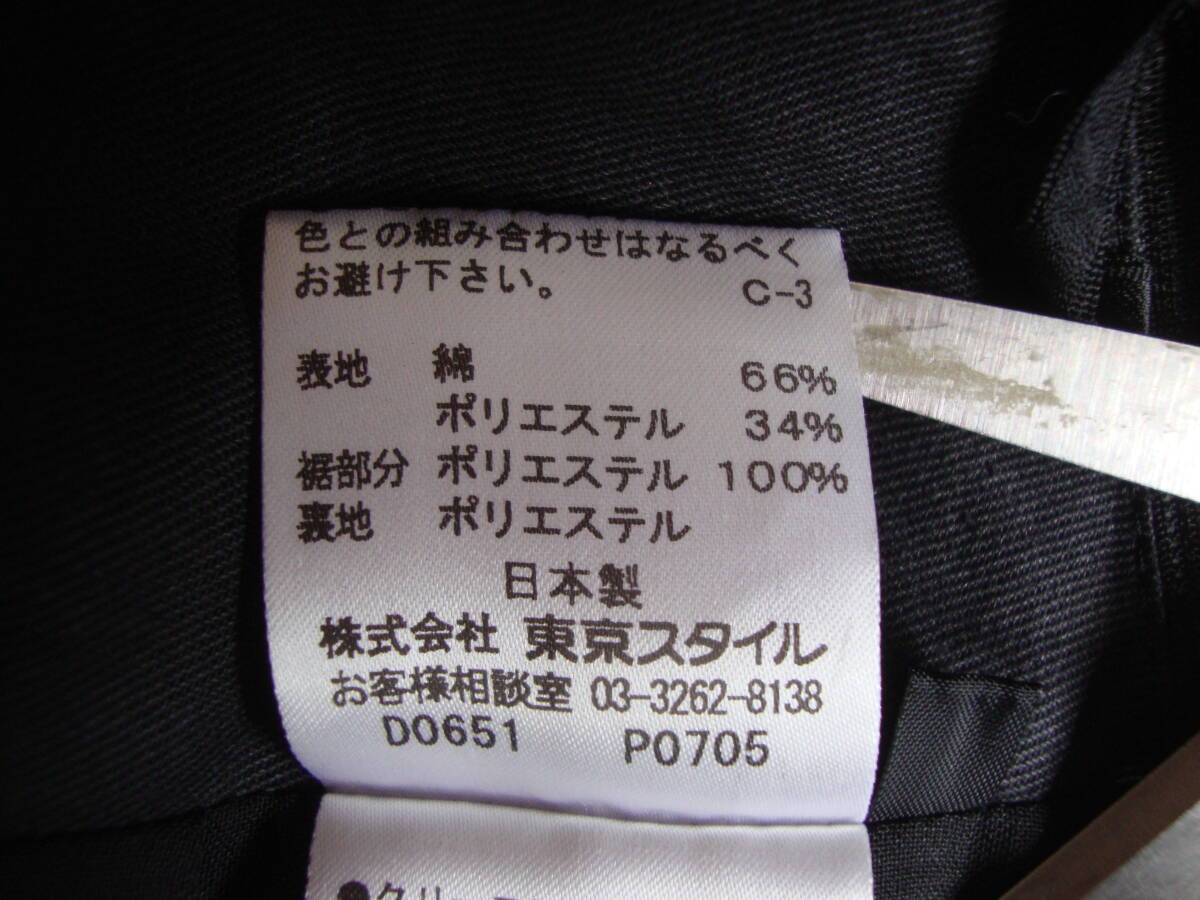 色との組み合わせはなるべく
お避け下さい。 C-3
表地 綿 66%
ポリエステル 34%
裾部分 ポリエステル 100%
裏地 ポリエステル
日本製
株式会社 東京スタイル
お客様相談室 03-3262-8138
D0651 P0705